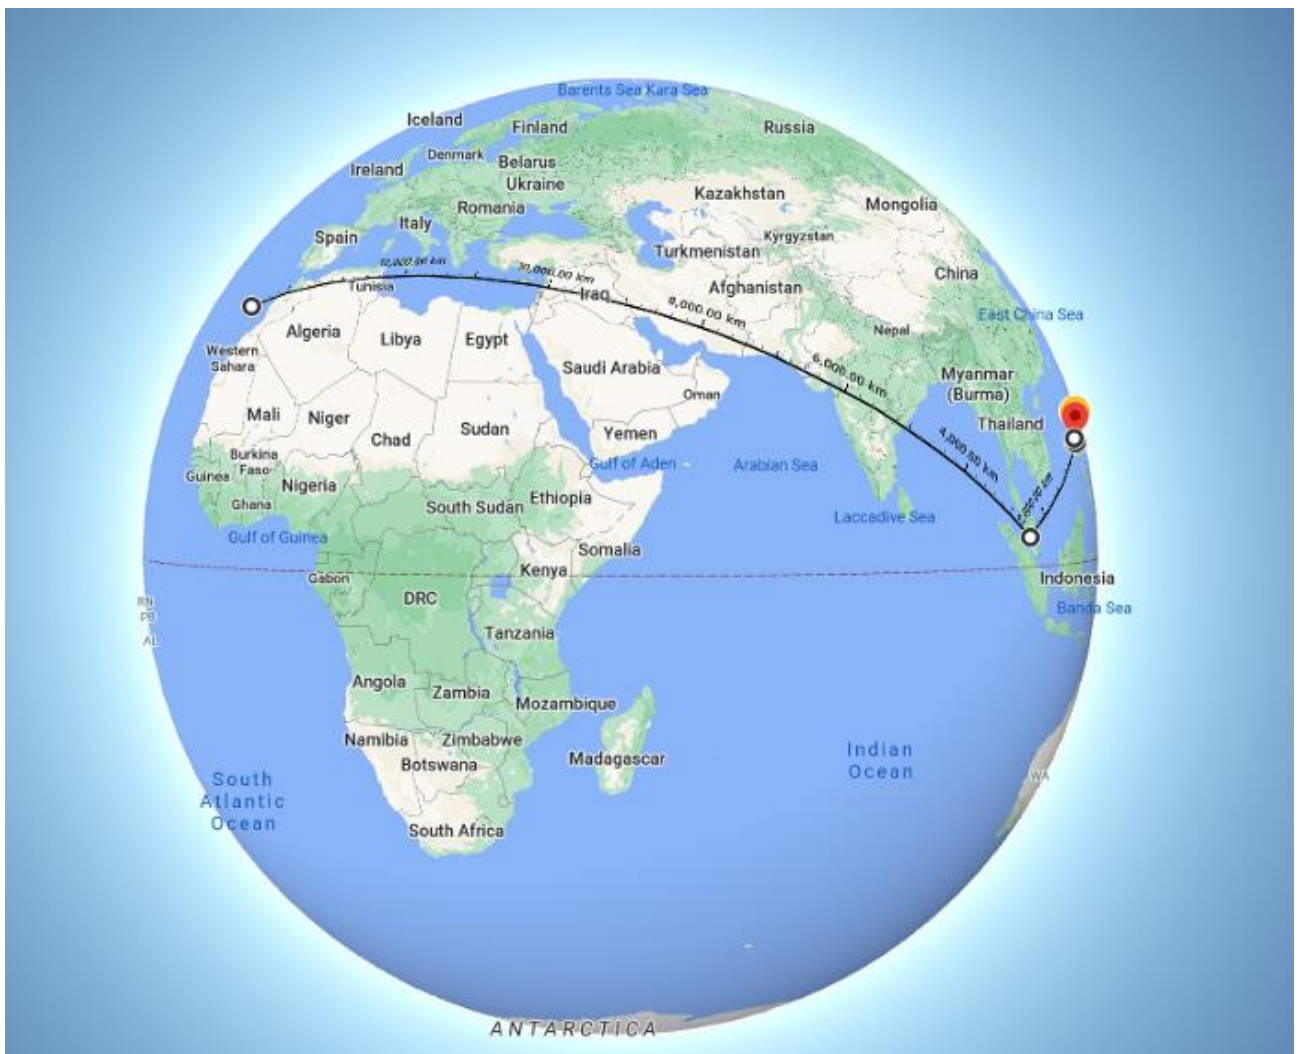 Barents Sea Kara Sea
Iceland
Finland
Russia
Denmark
Ireland
Belarus
Ukraine
Kazakhstan
Mongolia
Romania
Italy
Spain
Kyrgyzstan
Turkmenistan
10,000.00 km
China
Tunisia
Iraq
Afghanistan
8,000.00 km
East China Sea
Algeria
Libya
Egypt
Nepal
Western
Sahara
Saudi Arabia
6,000.00 km
Myanmar
(Burma)
Oman
Mali
Niger
Chad
Sudan
Yemen
Thailand
4,000.00 km
Burkina
Faso
Guinea
Nigeria
Gulf of Aden
Arabian Sea
Ghana
South Sudan
Ethiopia
Laccadive Sea
Gulf of Guinea
Somalia
Gabon
Kenya
Indonesia
RN
PB
DRC
Banda Sea
AL
Tanzania
Angola
Zambia
Mozambique
Namibia
Zimbabwe
Botswana
Madagascar
Indian
Ocean
WA
South
Atlantic
Ocean
South Africa
ANTARCTICA